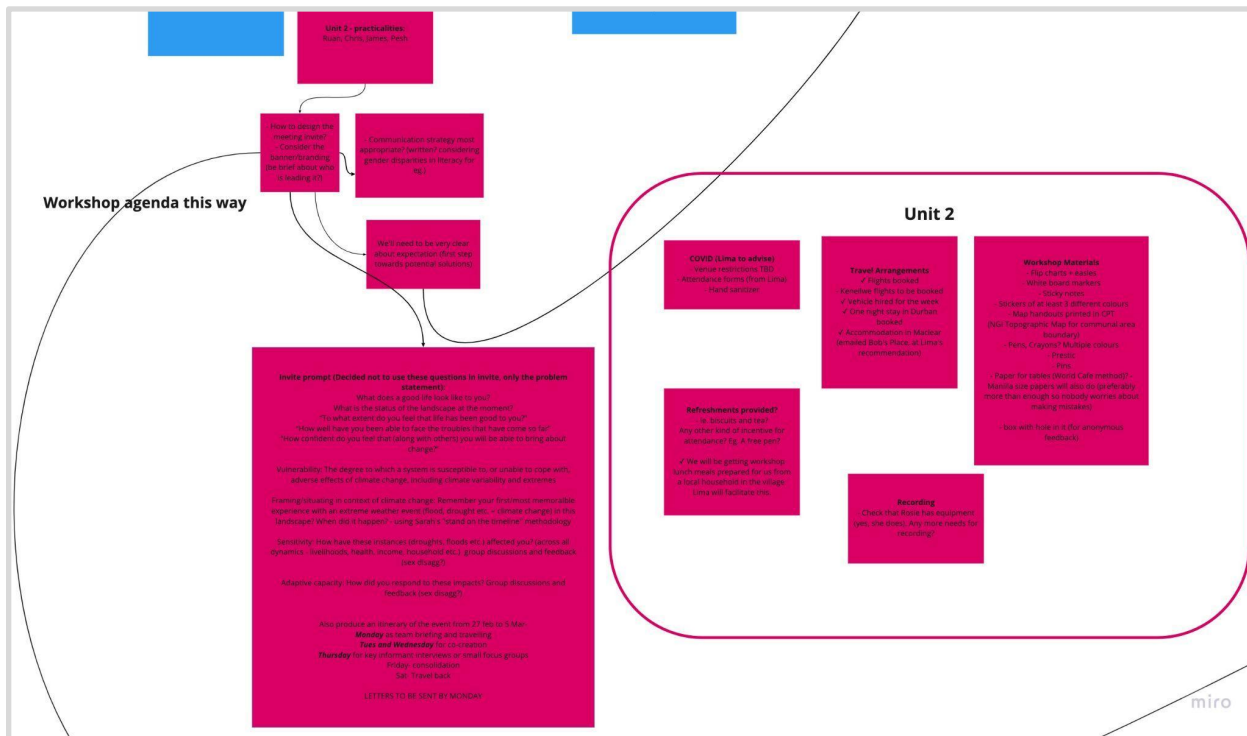 Unit 2 - practicalities:
Ruan, Chris, James, Pesh
- How to design the
meeting invite?
- Consider the
banner/branding
(the brief about who
is leading it?)
- Communication strategy most
appropriate? (written? considering
gender disparities in literacy for
eg.)
Workshop agenda this way
We'll need to be very clear
about expectation (first step
towards potential solutions)
Invite prompt (Decided not to use these questions in invite, only the problem
statement):
What does a good life look like to you?
What is the status of the landscape at the moment?
"To what extent do you feel that life has been good to you?"
"How well have you been able to face the troubles that have come so far"
"How confident do you feel that (along with others) you will be able to bring about
change?"
Vulnerability: The degree to which a system is susceptible to, or unable to cope with,
adverse effects of climate change, including climate variability and extremes
Framing/situating in context of climate change: Remember your first/most memorable
experience with an extreme weather event (flood, drought etc. – climate change) in this
landscape? When did it happen? - using Sarah's "stand on the timeline" methodology
Sensitivity: How have these instances (droughts, floods etc.) affected you? (across all
dynamics - livelihoods, health, income, household etc.) group discussions and feedback
(sex disagg?)
Adaptive capacity: How did you respond to these impacts? Group discussions and
feedback (sex disagg?)
Also produce an itinerary of the event from 27 feb to 5 Mar.
Monday as team briefing and travelling
Tues and Wednesday for co-creation
Thursday for key informant interviews or small focus groups
Friday- consolidation
Sat- Travel back
LETTERS TO BE SENT BY MONDAY
Unit 2
COVID (Lima to advise)
- Venue restrictions TBD
- Attendance forms (from Lima)
- Hand sanitizer
Travel Arrangements
✓ Flights booked
- Keneilwe flights to be booked
✓ Vehicle hired for the week
✓ One night stay in Durban
booked
✓ Accommodation in Maclear
(emailed Bob's Place, at Lima's
recommendation)
Workshop Materials
- Flip charts + easles
- White board markers
- Sticky notes
- Stickers of at least 3 different colours
- Map handouts printed in CPT
(NGI Topographic Map for communal area
boundary)
- Pens, Crayons? Multiple colours
- Prestic
- Pins
- Paper for tables (World Cafe method)? -
Manilla size papers will also do (preferably
more than enough so nobody worries about
making mistakes)
- box with hole in it (for anonymous
feedback)
Refreshments provided?
- ie. biscuits and tea?
Any other kind of incentive for
attendance? fig. A free pen?
✓ We will be getting workshop
lunch meals prepared for us from
a local household in the village.
Lima will facilitate this.
Recording
- Check that Rosie has equipment
(yes, she does). Any more needs for
recording?
miro